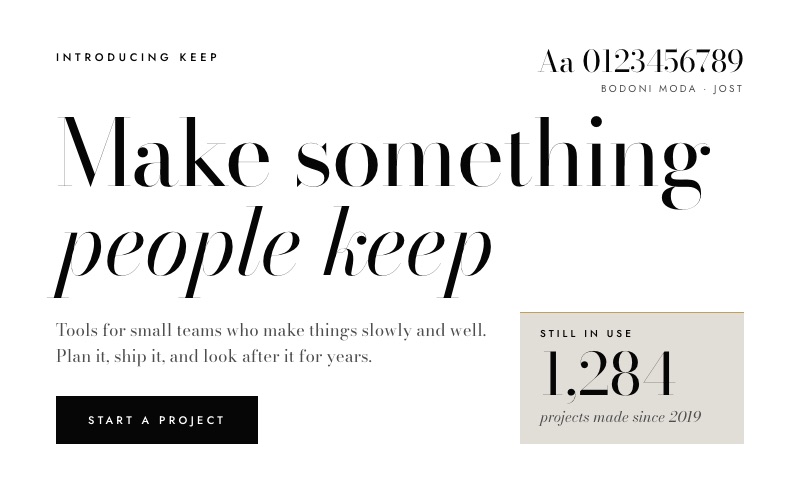 INTRODUCING KEEP
Aa 0123456789
BODONI MODA · JOST
Make something
people keep
Tools for small teams who make things slowly and well.
Plan it, ship it, and look after it for years.
START A PROJECT
STILL IN USE
1,284
projects made since 2019